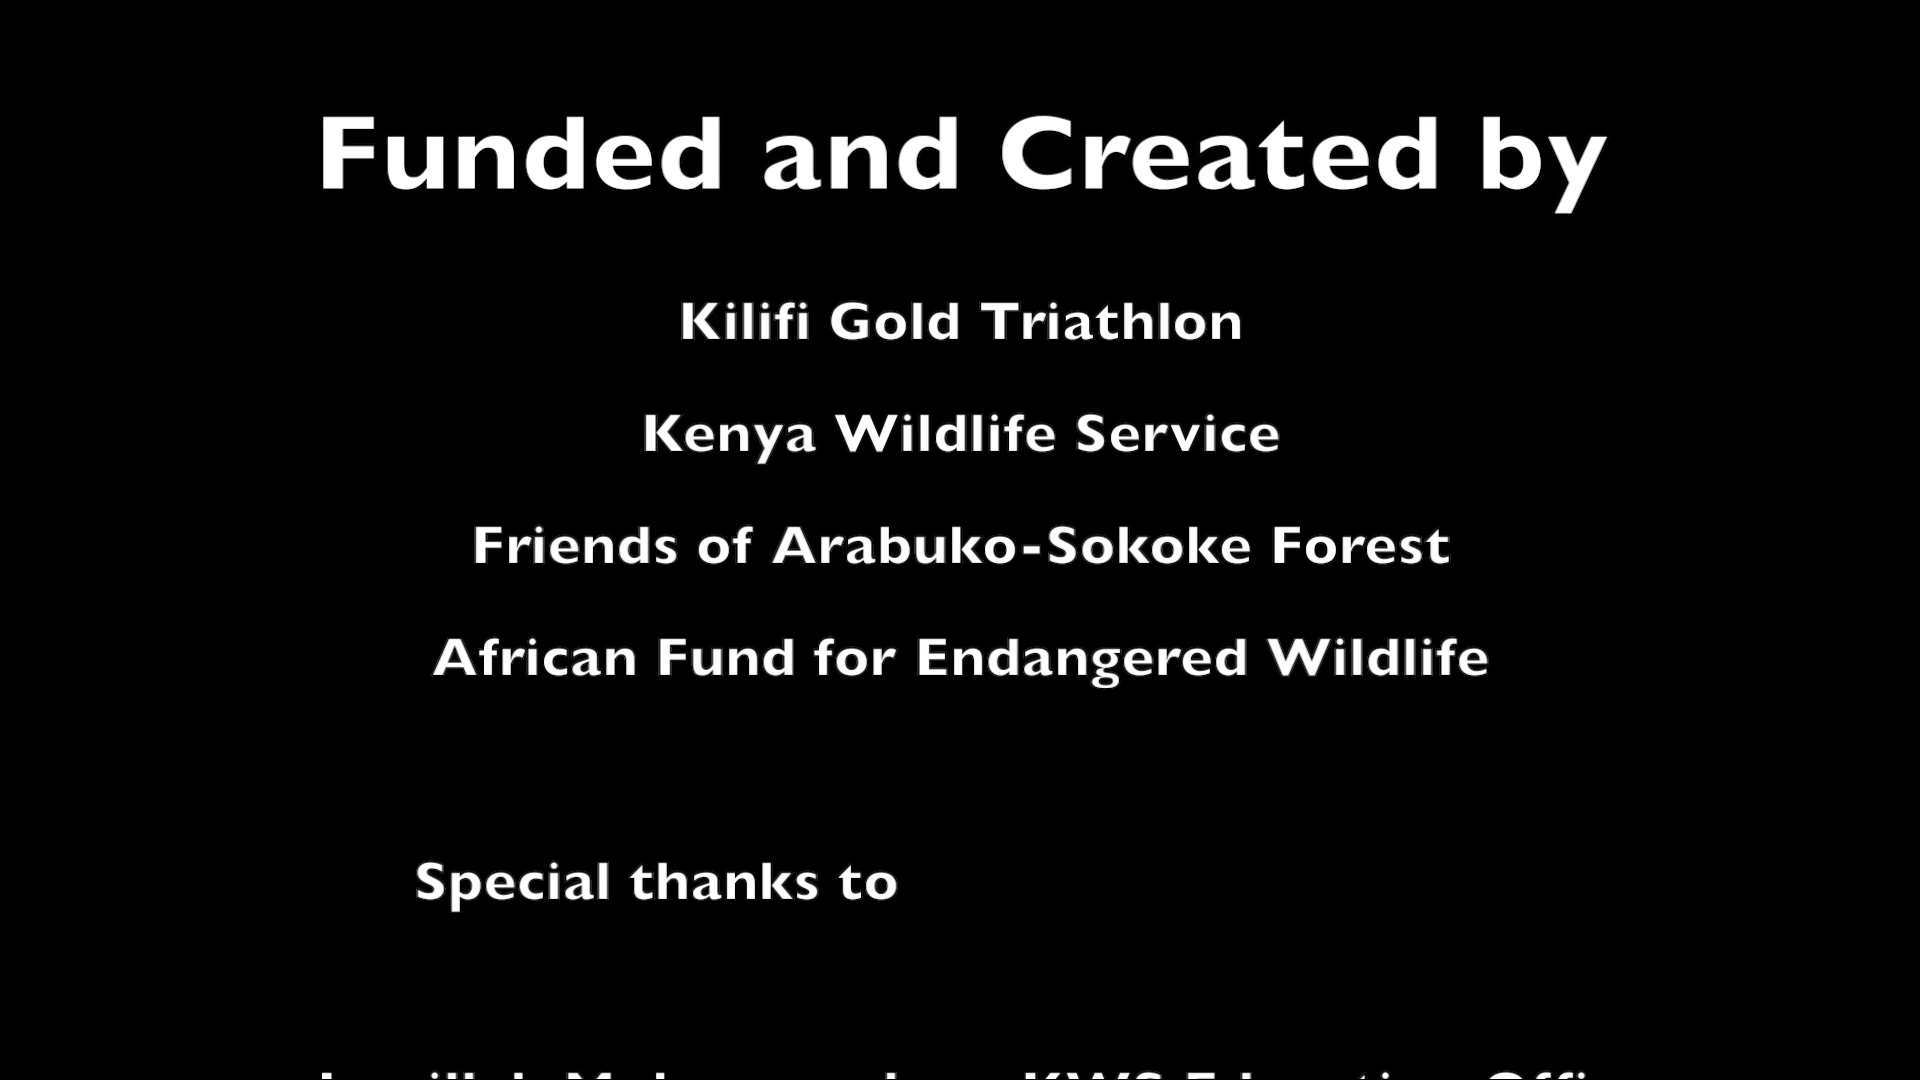 Funded and Created by
Kilifi Gold Triathlon
Kenya Wildlife Service
Friends of Arabuko-Sokoke Forest
African Fund for Endangered Wildlife
Special thanks to